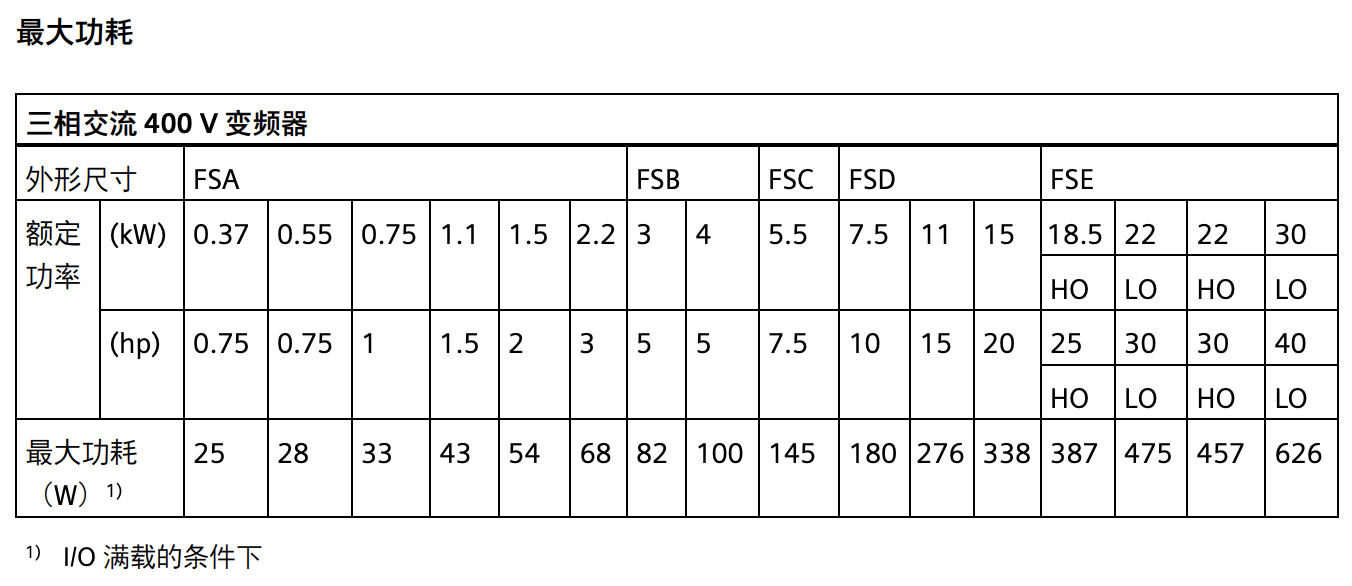 最大功耗
三相交流 400 V 变频器
外形尺寸 FSA FSB FSC FSD FSE
额定功率 (kW) 0.37 0.55 0.75 1.1 1.5 2.2 3 4 5.5 7.5 11 15 18.5 22 22 30
HO LO HO LO
(hp) 0.75 0.75 1 1.5 2 3 5 5 7.5 10 15 20 25 30 30 40
HO LO HO LO
最大功耗（W）1) 25 28 33 43 54 68 82 100 145 180 276 338 387 475 457 626
1) I/O 满载的条件下